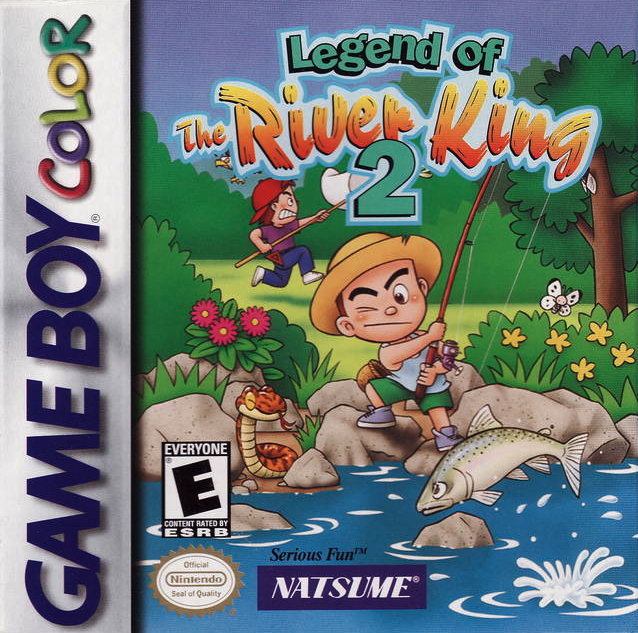 GAME BOY COLOR
®
Legend of
The River King
2
EVERYONE
E
®
CONTENT RATED BY
ESRB
Official
Nintendo
Seal of Quality
Serious Fun™
NATSUME®